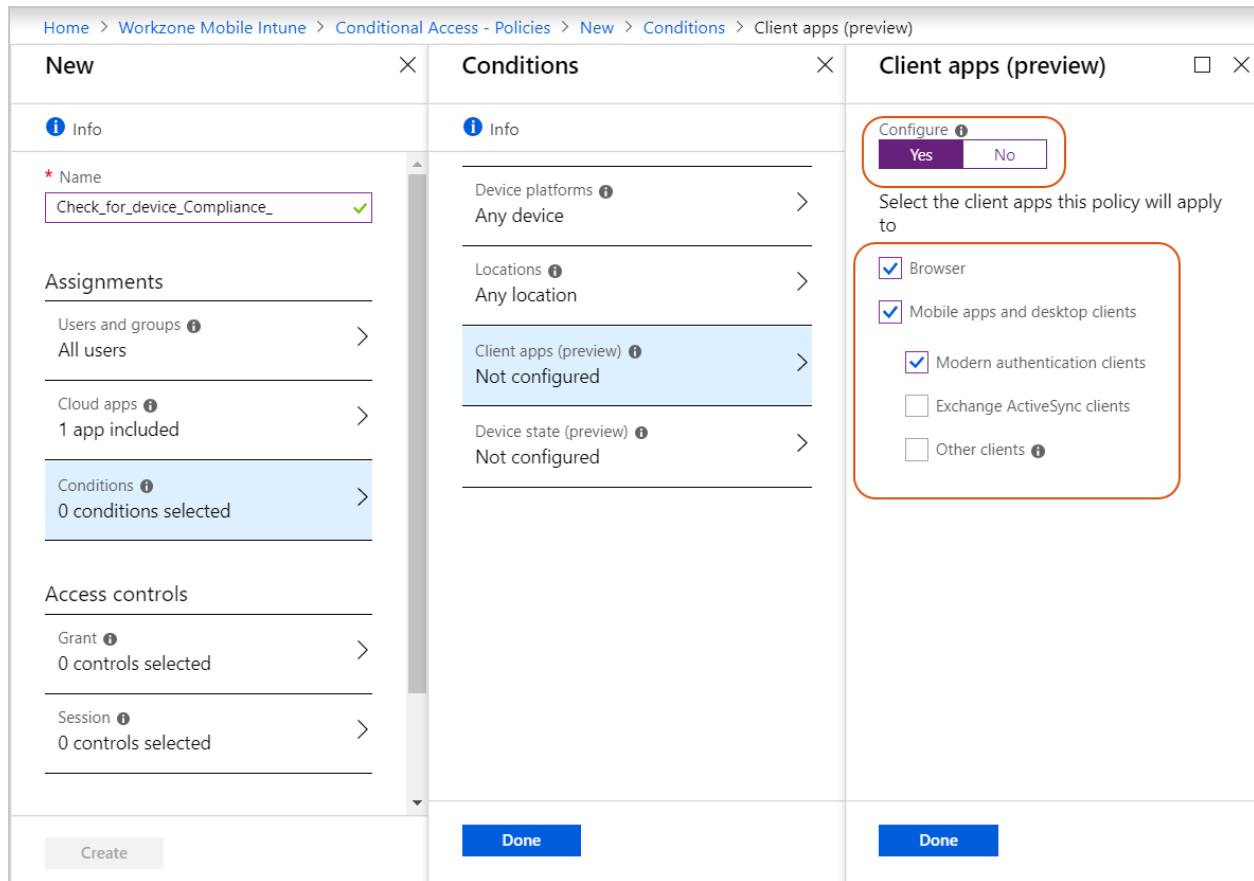 Home > Workzone Mobile Intune > Conditional Access - Policies > New > Conditions > Client apps (preview)
New
Info
* Name
Check_for_device_Compliance_
Assignments
Users and groups
All users
Cloud apps
1 app included
Conditions
0 conditions selected
Access controls
Grant
0 controls selected
Session
0 controls selected
Create
Conditions
Info
Device platforms
Any device
Locations
Any location
Client apps (preview)
Not configured
Device state (preview)
Not configured
Done
Client apps (preview)
Configure
Yes No
Select the client apps this policy will apply
to
Browser
Mobile apps and desktop clients
Modern authentication clients
Exchange ActiveSync clients
Other clients
Done